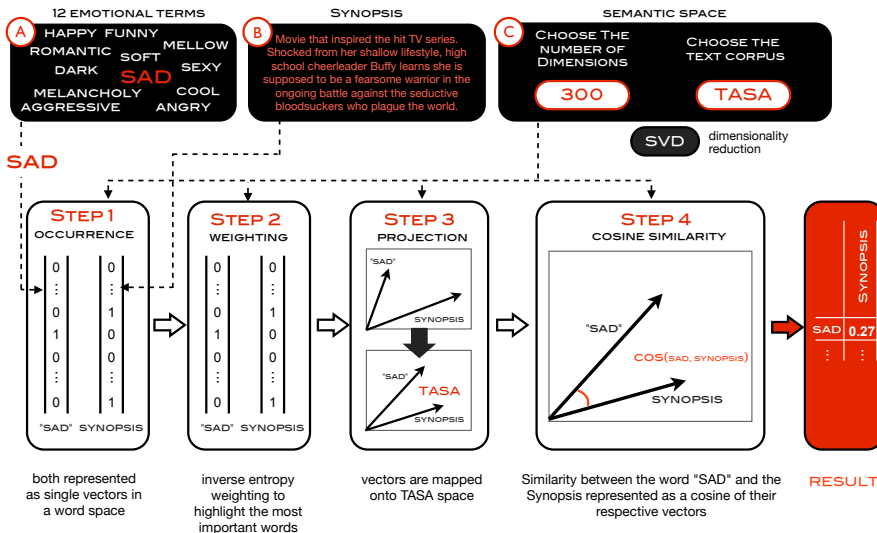 12 EMOTIONAL TERMS
A
HAPPY FUNNY
ROMANTIC
SOFT
MELLOW
DARK
SAD
SEXY
MELANCHOLY
COOL
AGGRESSIVE
ANGRY
SYNOPSIS
B
Movie that inspired the hit TV series.
Shocked from her shallow lifestyle, high
school cheerleader Buffy learns she is
supposed to be a fearsome warrior in the
ongoing battle against the seductive
bloodsuckers who plague the world.
SEMANTIC SPACE
C
CHOOSE THE
NUMBER OF
DIMENSIONS
300
CHOOSE THE
TEXT CORPUS
TASA
SVD
dimensionality
reduction
SAD
STEP 1
OCCURRENCE
0 0
⋮ ⋮
0 1
1 0
0 0
⋮ ⋮
0 1
"SAD" SYNOPSIS
both represented
as single vectors in
a word space
STEP 2
WEIGHTING
0 0
⋮ ⋮
0 1
1 0
0 0
⋮ ⋮
0 1
"SAD" SYNOPSIS
inverse entropy
weighting to
highlight the most
important words
STEP 3
PROJECTION
"SAD"
SYNOPSIS
"SAD"
TASA
SYNOPSIS
vectors are mapped
onto TASA space
STEP 4
COSINE SIMILARITY
"SAD"
COS(SAD, SYNOPSIS)
SYNOPSIS
Similarity between the word "SAD" and the
Synopsis represented as a cosine of their
respective vectors
SYNOPSIS
SAD 0.27
⋮ ⋮
RESULT